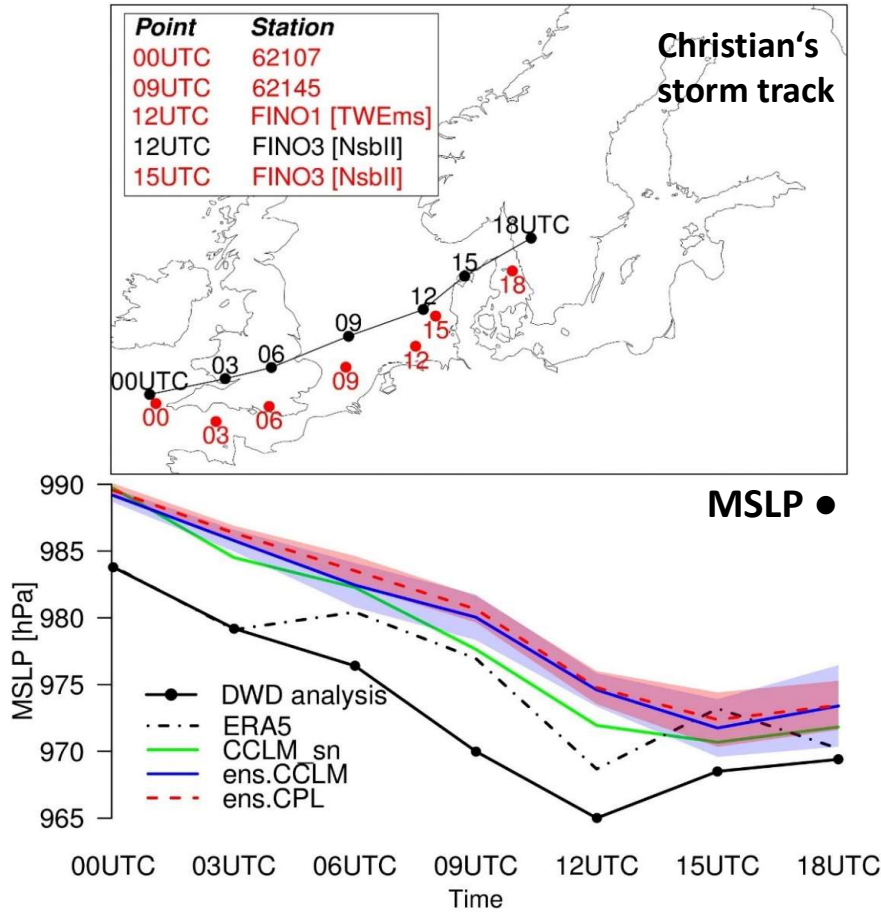 Point Station
00UTC 62107
09UTC 62145
12UTC FINO1 [TWEms]
12UTC FINO3 [NsbII]
15UTC FINO3 [NsbII]
Christian‘s
storm track
18UTC
15
18
12
15
09
12
06
09
03
00UTC
00
03
06
MSLP ●
990
985
980
975
970
965
MSLP [hPa]
DWD analysis
ERA5
CCLM_sn
ens.CCLM
ens.CPL
00UTC 03UTC 06UTC 09UTC 12UTC 15UTC 18UTC
Time